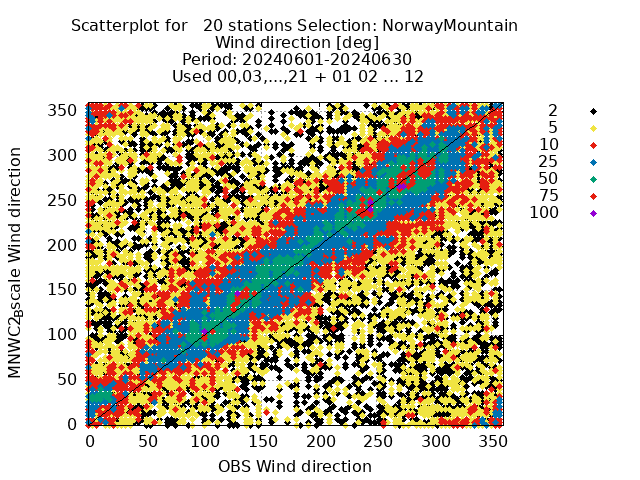 Scatterplot for   20 stations Selection: NorwayMountain
Wind direction [deg]
Period: 20240601-20240630
Used 00,03,...,21 + 01 02 ... 12
350
300
250
200
150
100
50
0
MNWC2Bscale Wind direction
0 50 100 150 200 250 300 350
OBS Wind direction
2
5
10
25
50
75
100